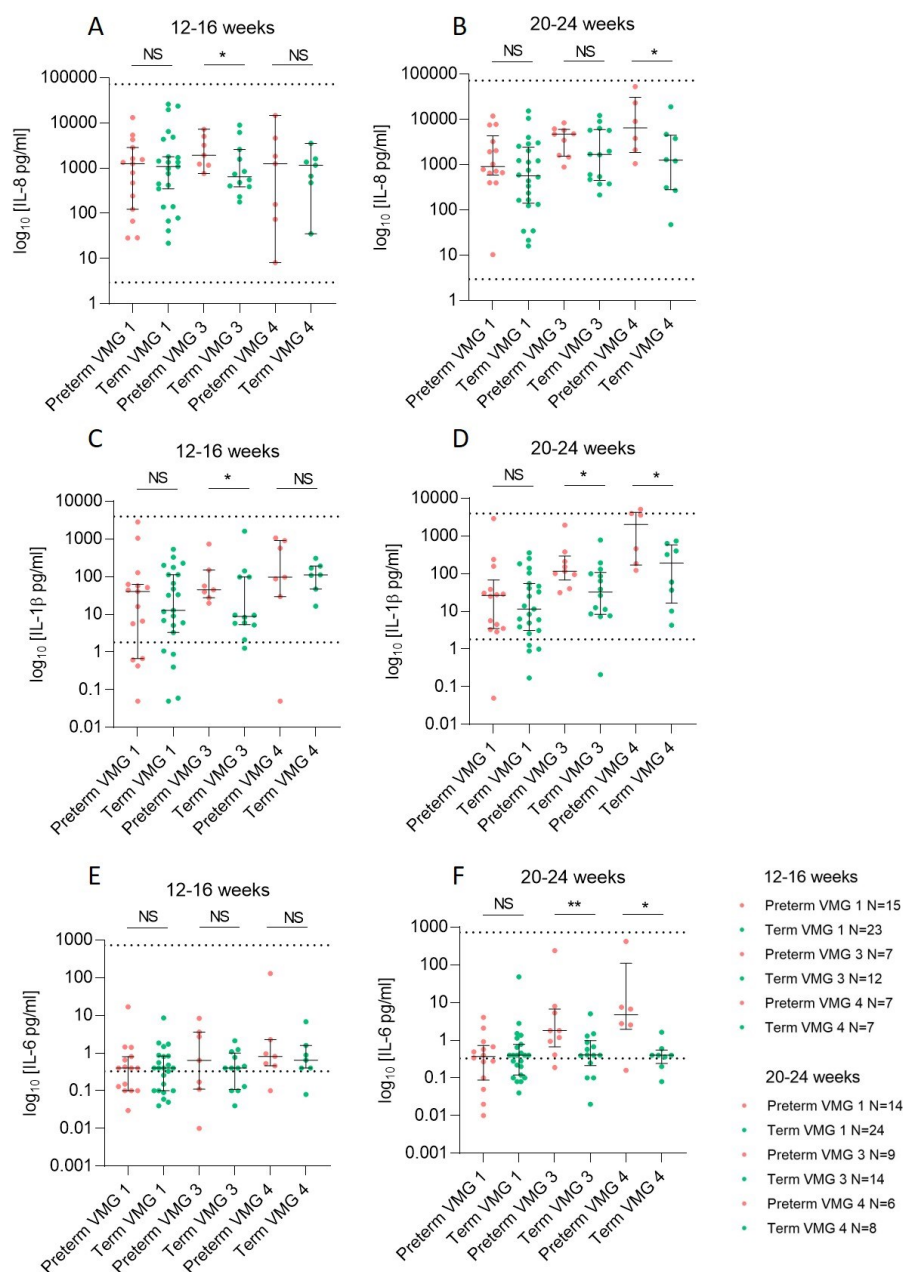 A
12-16 weeks
NS
*
NS
log10 [IL-8 pg/ml]
100000
10000
1000
100
10
1
Preterm VMG 1
Term VMG 1
Preterm VMG 3
Term VMG 3
Preterm VMG 4
Term VMG 4
B
20-24 weeks
NS
NS
*
log10 [IL-8 pg/ml]
100000
10000
1000
100
10
1
Preterm VMG 1
Term VMG 1
Preterm VMG 3
Term VMG 3
Preterm VMG 4
Term VMG 4
C
12-16 weeks
NS
*
NS
log10 [IL-1β pg/ml]
10000
1000
100
10
1
0.1
0.01
Preterm VMG 1
Term VMG 1
Preterm VMG 3
Term VMG 3
Preterm VMG 4
Term VMG 4
D
20-24 weeks
NS
*
*
log10 [IL-1β pg/ml]
10000
1000
100
10
1
0.1
0.01
Preterm VMG 1
Term VMG 1
Preterm VMG 3
Term VMG 3
Preterm VMG 4
Term VMG 4
E
12-16 weeks
NS
NS
NS
log10 [IL-6 pg/ml]
1000
100
10
1
0.1
0.01
0.001
Preterm VMG 1
Term VMG 1
Preterm VMG 3
Term VMG 3
Preterm VMG 4
Term VMG 4
F
20-24 weeks
NS
**
*
log10 [IL-6 pg/ml]
1000
100
10
1
0.1
0.01
0.001
Preterm VMG 1
Term VMG 1
Preterm VMG 3
Term VMG 3
Preterm VMG 4
Term VMG 4
12-16 weeks
Preterm VMG 1 N=15
Term VMG 1 N=23
Preterm VMG 3 N=7
Term VMG 3 N=12
Preterm VMG 4 N=7
Term VMG 4 N=7
20-24 weeks
Preterm VMG 1 N=14
Term VMG 1 N=24
Preterm VMG 3 N=9
Term VMG 3 N=14
Preterm VMG 4 N=6
Term VMG 4 N=8